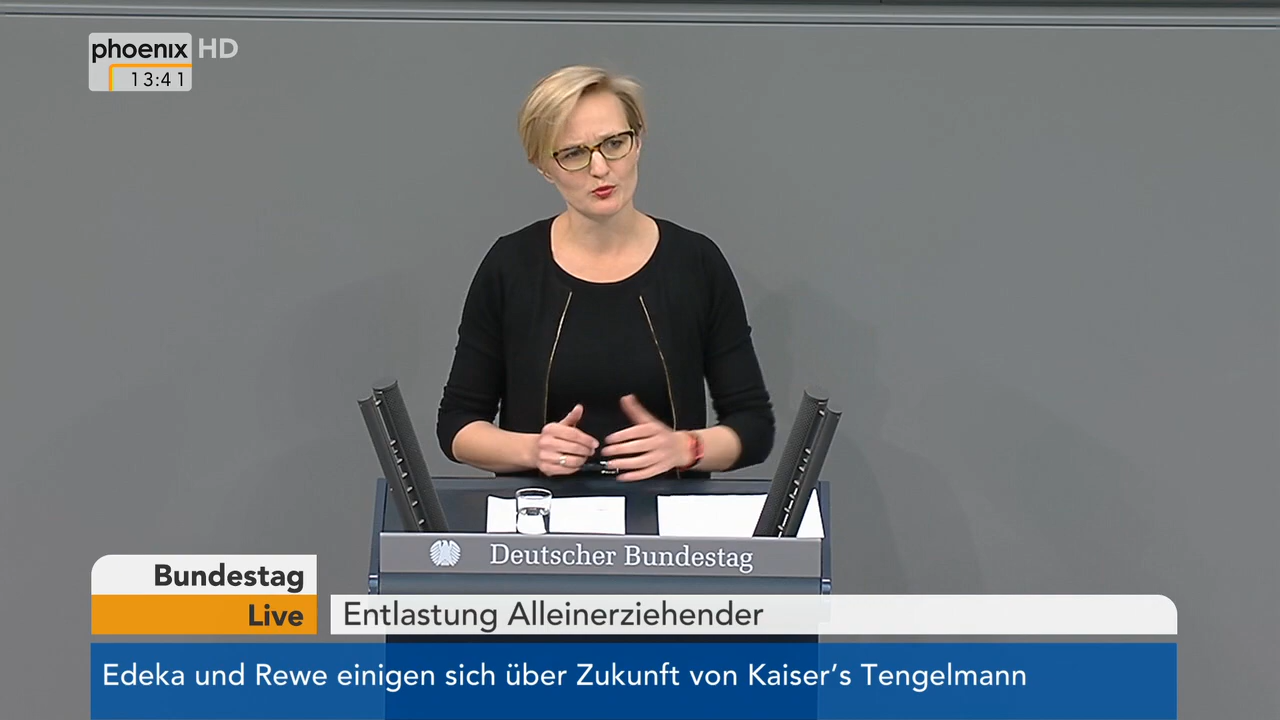 phoenix HD
13:41
Deutscher Bundestag
Bundestag
Live
Entlastung Alleinerziehender
Edeka und Rewe einigen sich über Zukunft von Kaiser's Tengelmann